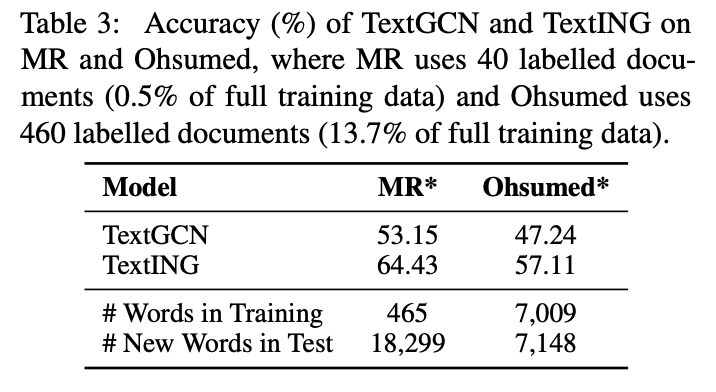 Table 3: Accuracy (%) of TextGCN and TextING on
MR and Ohsumed, where MR uses 40 labelled docu-
ments (0.5% of full training data) and Ohsumed uses
460 labelled documents (13.7% of full training data).
Model MR* Ohsumed*
TextGCN 53.15 47.24
TextING 64.43 57.11
# Words in Training 465 7,009
# New Words in Test 18,299 7,148